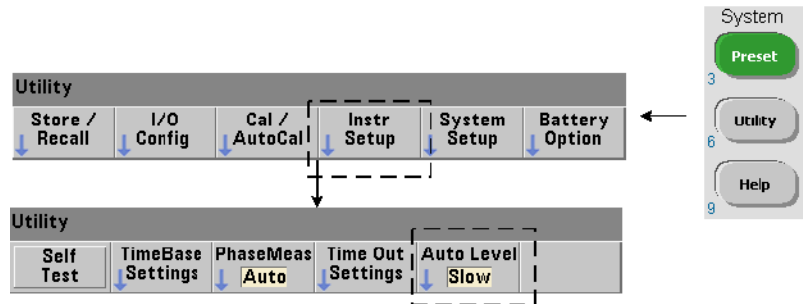 System
Preset
3
Utility
Store / Recall
I/O Config
Cal / AutoCal
Instr Setup
System Setup
Battery Option
Utility
6
Help
9
Utility
Self Test
TimeBase Settings
PhaseMeas Auto
Time Out Settings
Auto Level Slow